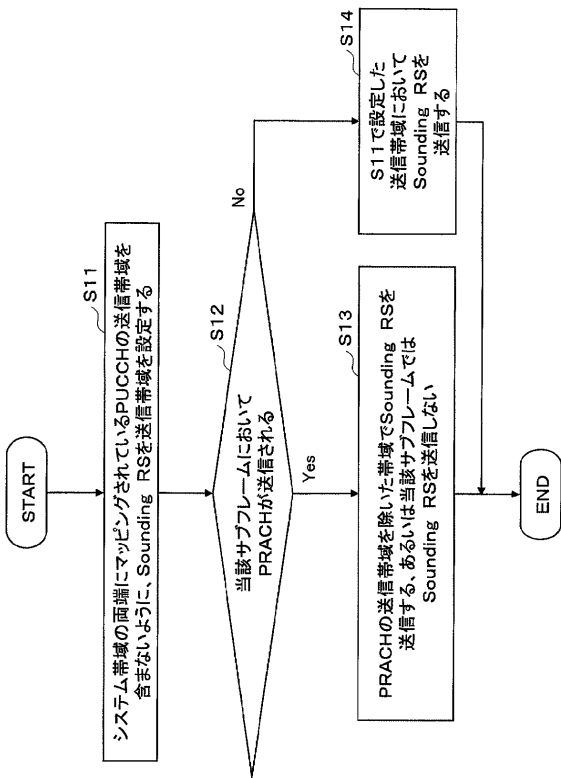 START
S11
システム帯域の両端にマッピングされているPUCCHの送信帯域を
含まないように、Sounding RSを送信帯域を設定する
S12
当該サブフレームにおいて
PRACHが送信される
No
Yes
S13
PRACHの送信帯域を除いた帯域でSounding RSを
送信する、あるいは当該サブフレームでは
Sounding RSを送信しない
S14
S11で設定した
送信帯域において
Sounding RSを
送信する
END